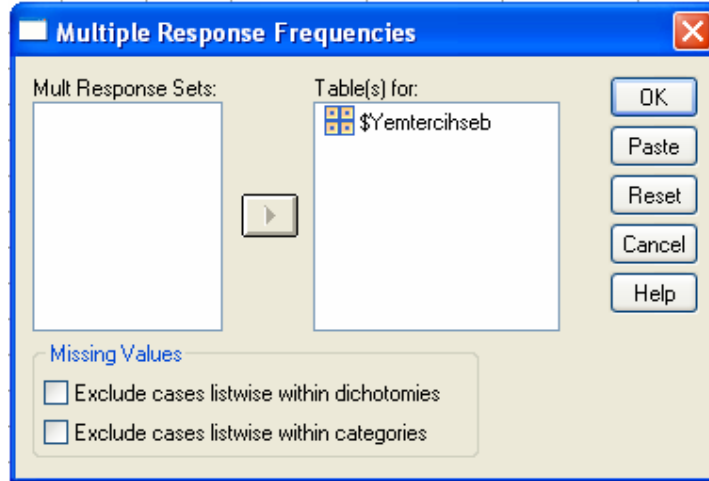 Multiple Response Frequencies
Mult Response Sets:
Table(s) for:
$Yemtercihseb
OK
Paste
Reset
Cancel
Help
Missing Values
Exclude cases listwise within dichotomies
Exclude cases listwise within categories